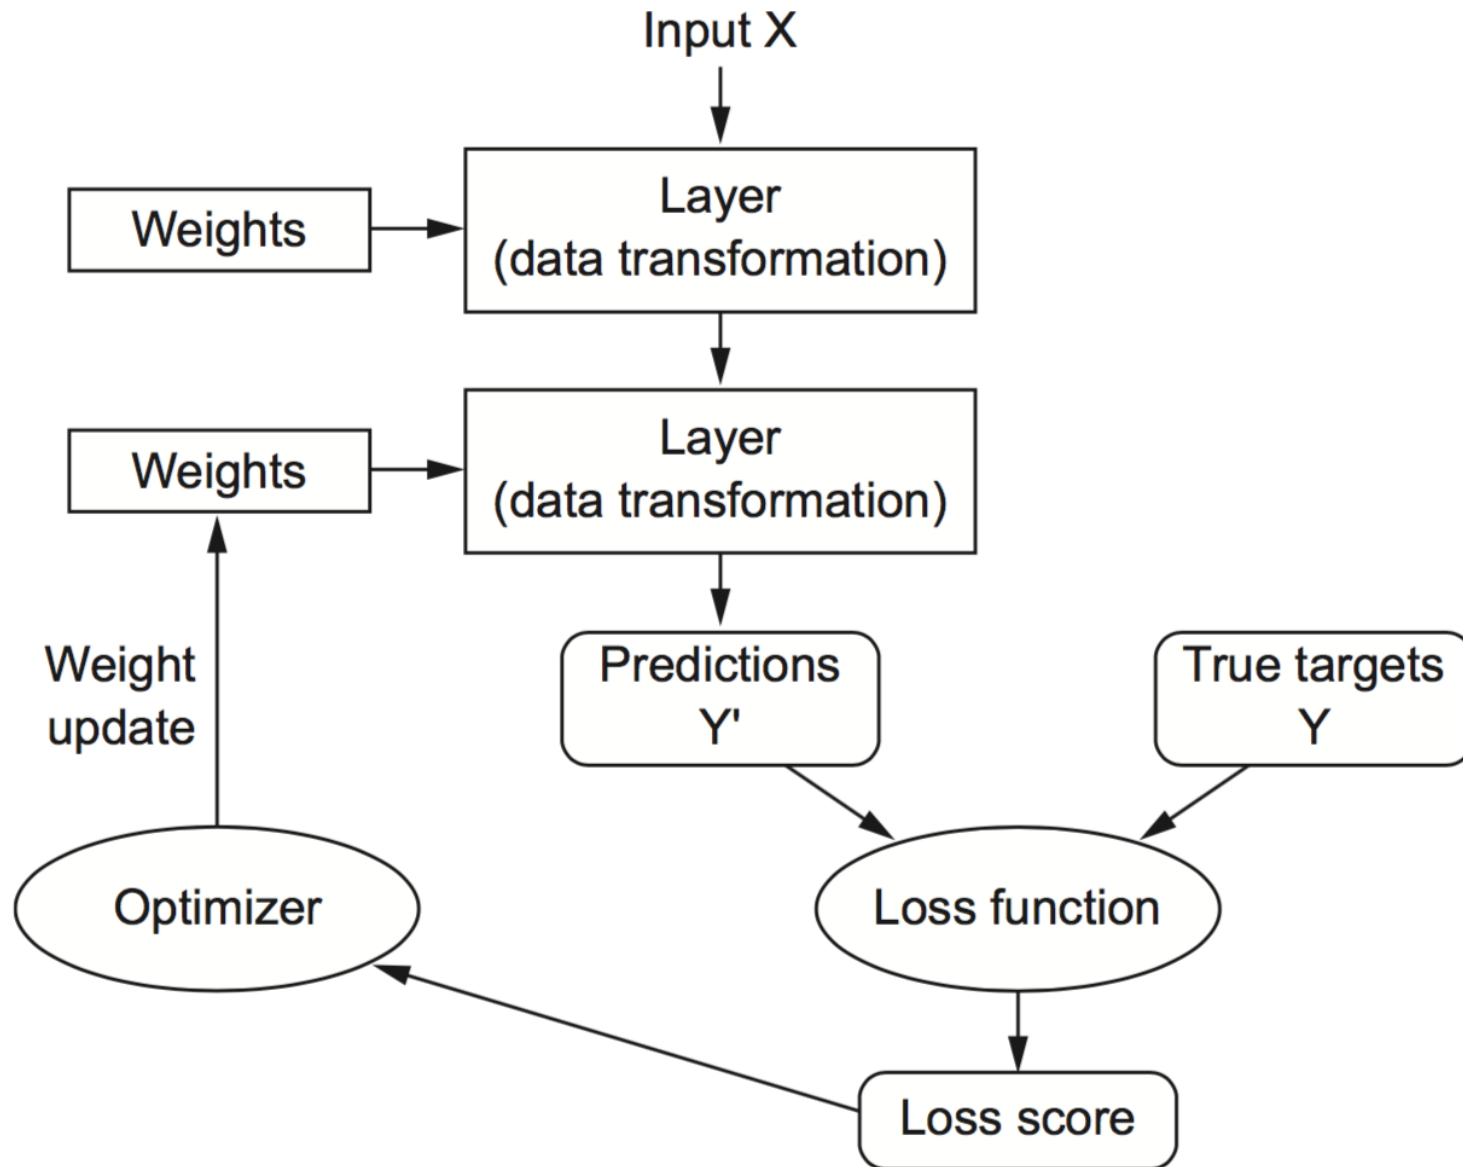 Input X
Weights
Layer
(data transformation)
Weights
Layer
(data transformation)
Weight
update
Predictions
Y'
True targets
Y
Optimizer
Loss function
Loss score